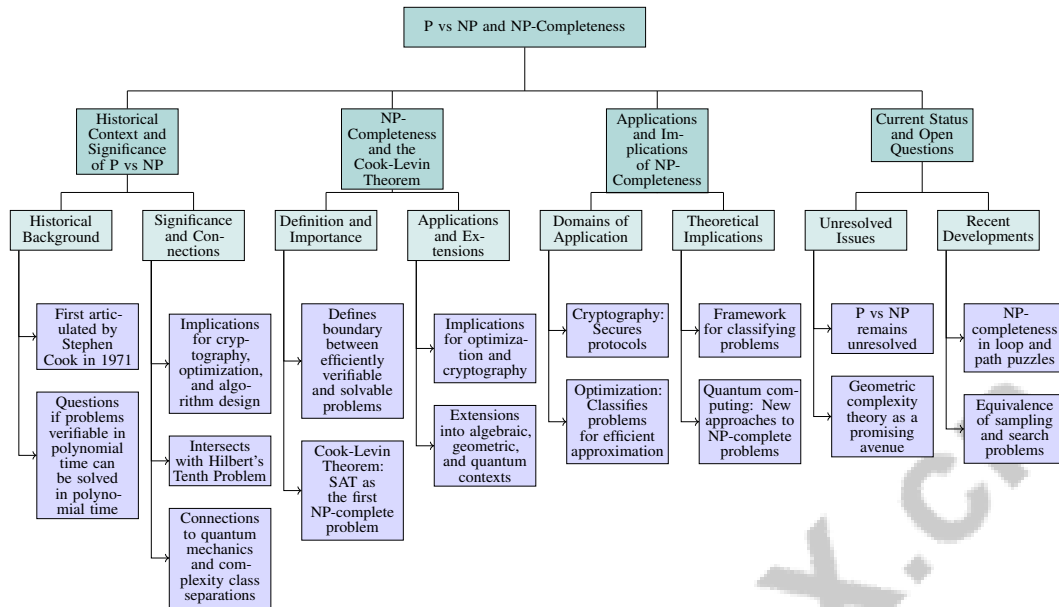 P vs NP and NP-Completeness
Historical
Context and
Significance
of P vs NP
NP-
Completeness
and the
Cook-Levin
Theorem
Applications
and Im-
plications
of NP-
Completeness
Current Status
and Open
Questions
Historical
Background
Significance
and Con-
nections
Definition and
Importance
Applications
and Ex-
tensions
Domains of
Application
Theoretical
Implications
Unresolved
Issues
Recent
Developments
First artic-
ulated by
Stephen
Cook in 1971
Questions
if problems
verifiable in
polynomial
time can
be solved
in polyno-
mial time
Implications
for cryp-
tography,
optimization,
and algo-
rithm design
Intersects
with Hilbert's
Tenth Problem
Connections
to quantum
mechanics
and com-
plexity class
separations
Defines
boundary
between
efficiently
verifiable
and solvable
problems
Cook-Levin
Theorem:
SAT as
the first
NP-complete
problem
Implications
for optimiza-
tion and
cryptography
Extensions
into algebraic,
geometric,
and quantum
contexts
Cryptography:
Secures
protocols
Optimization:
Classifies
problems
for efficient
approximation
Framework
for classifying
problems
Quantum com-
puting: New
approaches to
NP-complete
problems
P vs NP
remains
unresolved
Geometric
complexity
theory as a
promising
avenue
NP-
completeness
in loop and
path puzzles
Equivalence
of sampling
and search
problems